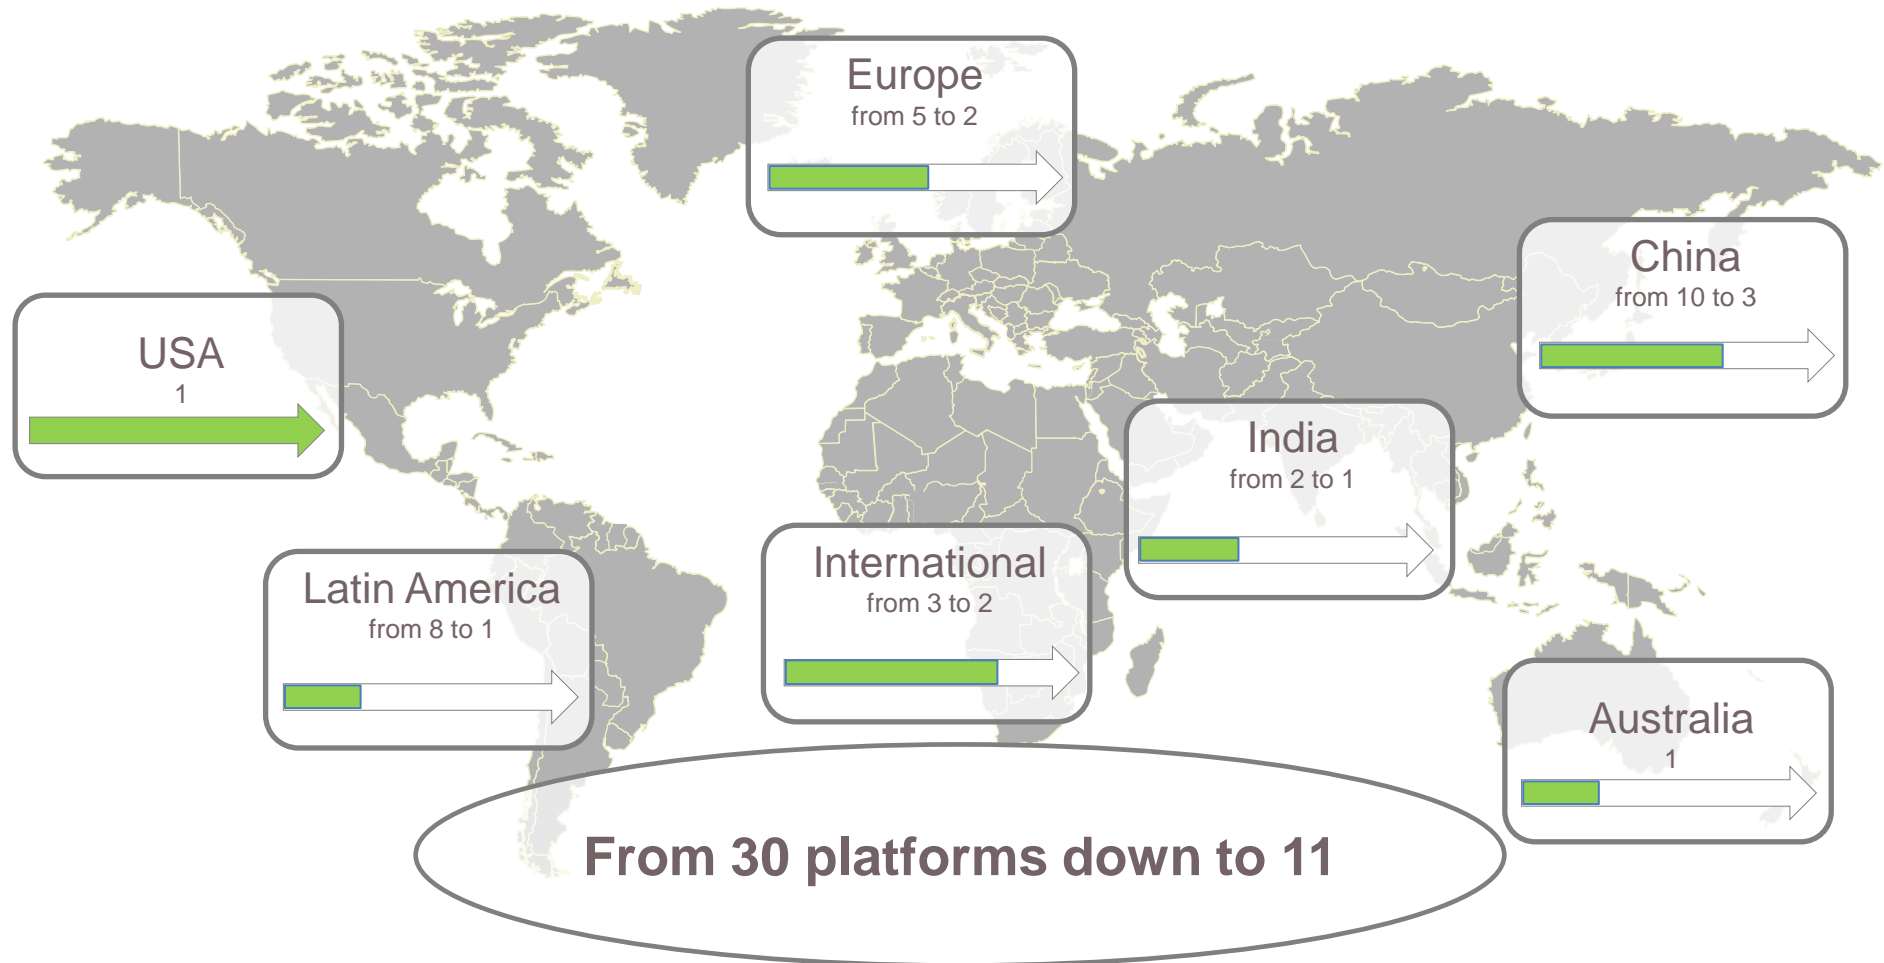 Europe
from 5 to 2
China
from 10 to 3
USA
1
India
from 2 to 1
International
from 3 to 2
Latin America
from 8 to 1
Australia
1
From 30 platforms down to 11